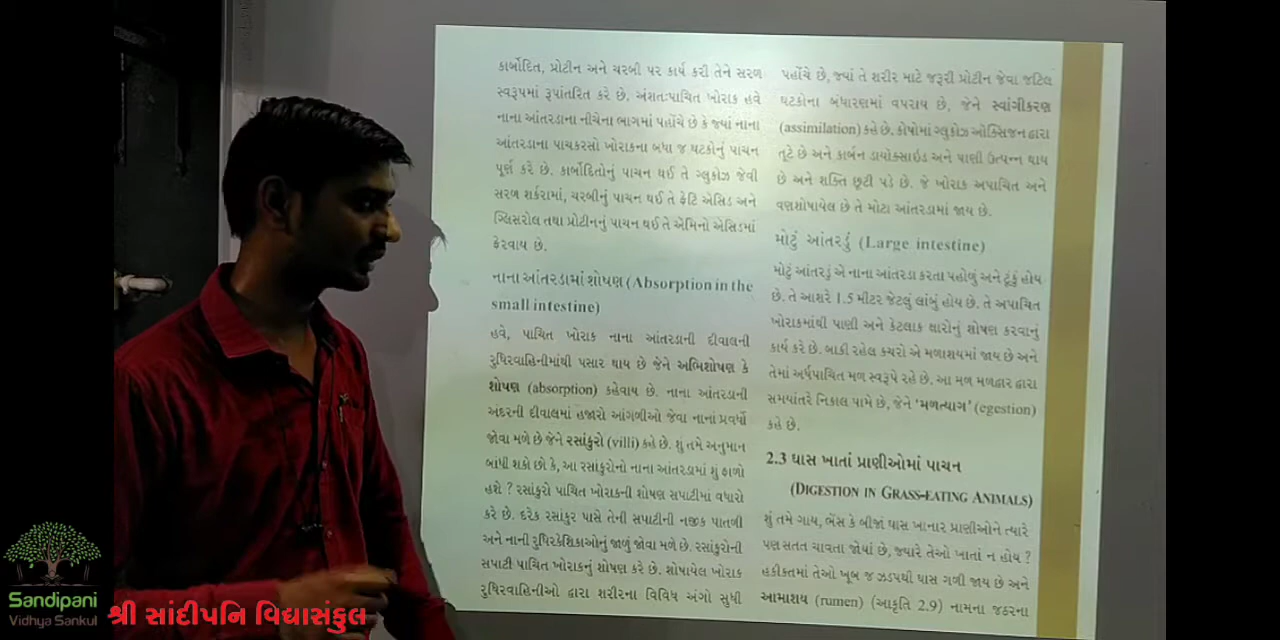 કાર્બોદિત, પ્રોટીન અને ચરબી પર કાર્ય કરી તેને સરળ
સ્વરૂપમાં રૂપાંતરિત કરે છે. અંશતઃપાચિત ખોરાક હવે
નાના આંતરડાના નીચેના ભાગમાં પહોંચે છે કે જ્યાં નાના
આંતરડાના પાચકરસો ખોરાકના બધા જ ઘટકોનું પાચન
પૂર્ણ કરે છે. કાર્બોદિતોનું પાચન થઈ તે ગ્લુકોઝ જેવી
સરળ શર્કરામાં, ચરબીનું પાચન થઈ તે ફેટિ એસિડ અને
ગ્લિસરોલ તથા પ્રોટીનનું પાચન થઈ તે એમિનો એસિડમાં
ફેરવાય છે.
નાના આંતરડામાં શોષણ (Absorption in the
small intestine)
હવે, પાચિત ખોરાક નાના આંતરડાની દીવાલની
રુધિરવાહિનીમાંથી પસાર થાય છે જેને અભિશોષણ કે
શોષણ (absorption) કહેવાય છે. નાના આંતરડાની
અંદરની દીવાલમાં હજારો આંગળીઓ જેવા નાનાં પ્રવર્ધો
જોવા મળે છે જેને રસાંકુરો (villi) કહે છે. શું તમે અનુમાન
બાંધી શકો છો કે, આ રસાંકુરોનો નાના આંતરડામાં શું ફાળો
હશે ? રસાંકુરો પાચિત ખોરાકની શોષણ સપાટીમાં વધારો
કરે છે. દરેક રસાંકુર પાસે તેની સપાટીની નજીક પાતળી
અને નાની રુધિરકેશિકાઓનું જાળું જોવા મળે છે. રસાંકુરોની
સપાટી પાચિત ખોરાકનું શોષણ કરે છે. શોષાયેલ ખોરાક
રુધિરવાહિનીઓ દ્વારા શરીરના વિવિધ અંગો સુધી
પહોંચે છે, જ્યાં તે શરીર માટે જરૂરી પ્રોટીન જેવા જટિલ
ઘટકોના બંધારણમાં વપરાય છે, જેને સ્વાંગીકરણ
(assimilation) કહે છે. કોષોમાં ગ્લુકોઝ ઑક્સિજન દ્વારા
તૂટે છે અને કાર્બન ડાયૉક્સાઇડ અને પાણી ઉત્પન્ન થાય
છે અને શક્તિ છૂટી પડે છે. જે ખોરાક અપાચિત અને
વણશોષાયેલ છે તે મોટા આંતરડામાં જાય છે.
મોટું આંતરડું (Large intestine)
મોટું આંતરડું એ નાના આંતરડા કરતા પહોળું અને ટૂંકું હોય
છે. તે આશરે 1.5 મીટર જેટલું લાંબું હોય છે. તે અપાચિત
ખોરાકમાંથી પાણી અને કેટલાક ક્ષારોનું શોષણ કરવાનું
કાર્ય કરે છે. બાકી રહેલ કચરો એ મળાશયમાં જાય છે અને
તેમાં અર્ધપાચિત મળ સ્વરૂપે રહે છે. આ મળ મળદ્વાર દ્વારા
સમયાંતરે નિકાલ પામે છે, જેને 'મળત્યાગ' (egestion)
કહે છે.
2.3 ઘાસ ખાતાં પ્રાણીઓમાં પાચન
(DIGESTION IN GRASS-EATING ANIMALS)
શું તમે ગાય, ભેંસ કે બીજાં ઘાસ ખાનાર પ્રાણીઓને ત્યારે
પણ સતત ચાવતા જોયાં છે, જ્યારે તેઓ ખાતાં ન હોય ?
હકીકતમાં તેઓ ખૂબ જ ઝડપથી ઘાસ ગળી જાય છે અને
આમાશય (rumen) (આકૃતિ 2.9) નામના જઠરના
Sandipani
Vidhya Sankul
શ્રી સાંદીપનિ વિદ્યાસંકુલ